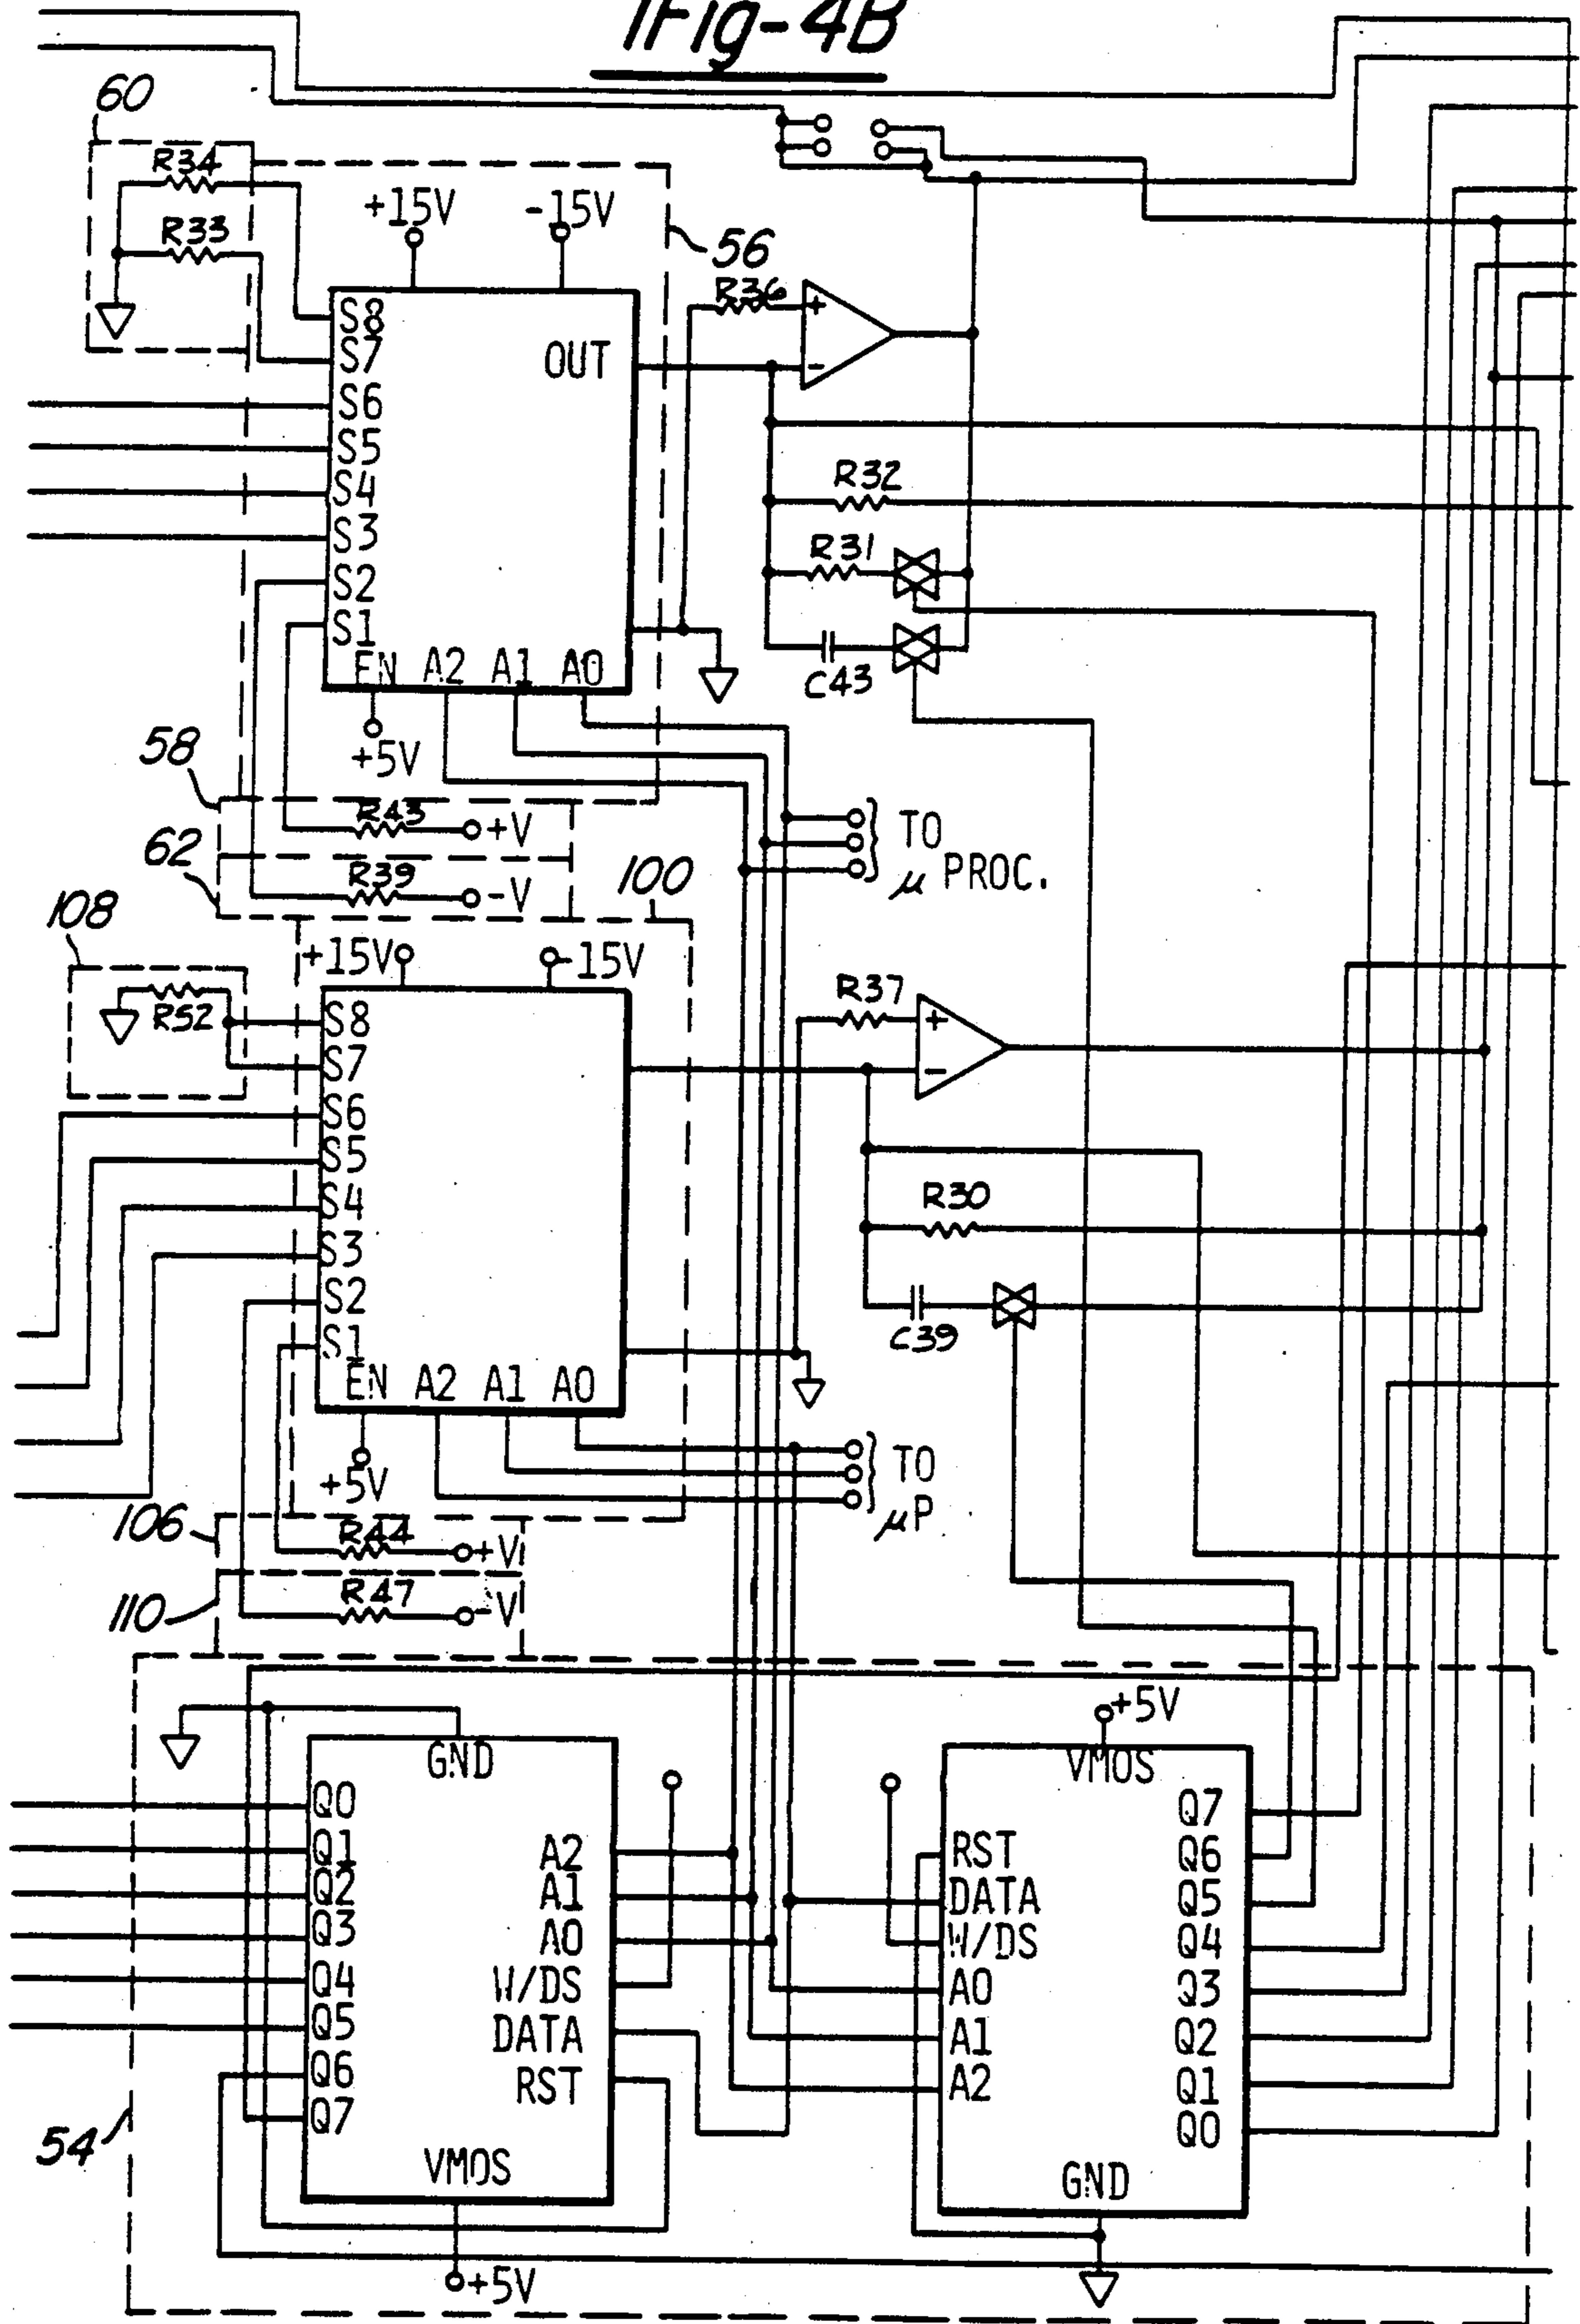 Fig-4B
60
R34
+15V
-15V
R33
56
R36
+
S8
S7
OUT
-
S6
S5
S4
R32
S3
R31
S2
S1
EN A2 A1 A0
C43
58
+5V
R43
+V
TO
μ PROC.
62
R39
-V
100
108
+15V
-15V
R37
R52
S8
+
S7
-
S6
S5
S4
R30
S3
S2
S1
C39
EN A2 A1 A0
+5V
TO
μP
106
R44
+V
110
R47
-V
+5V
GND
VMOS
Q0
Q7
Q1
A2
RST
Q6
Q2
A1
DATA
Q5
Q3
A0
W/DS
Q4
Q4
W/DS
A0
Q3
Q5
DATA
A1
Q2
Q6
RST
A2
Q1
Q7
Q0
54
VMOS
GND
+5V